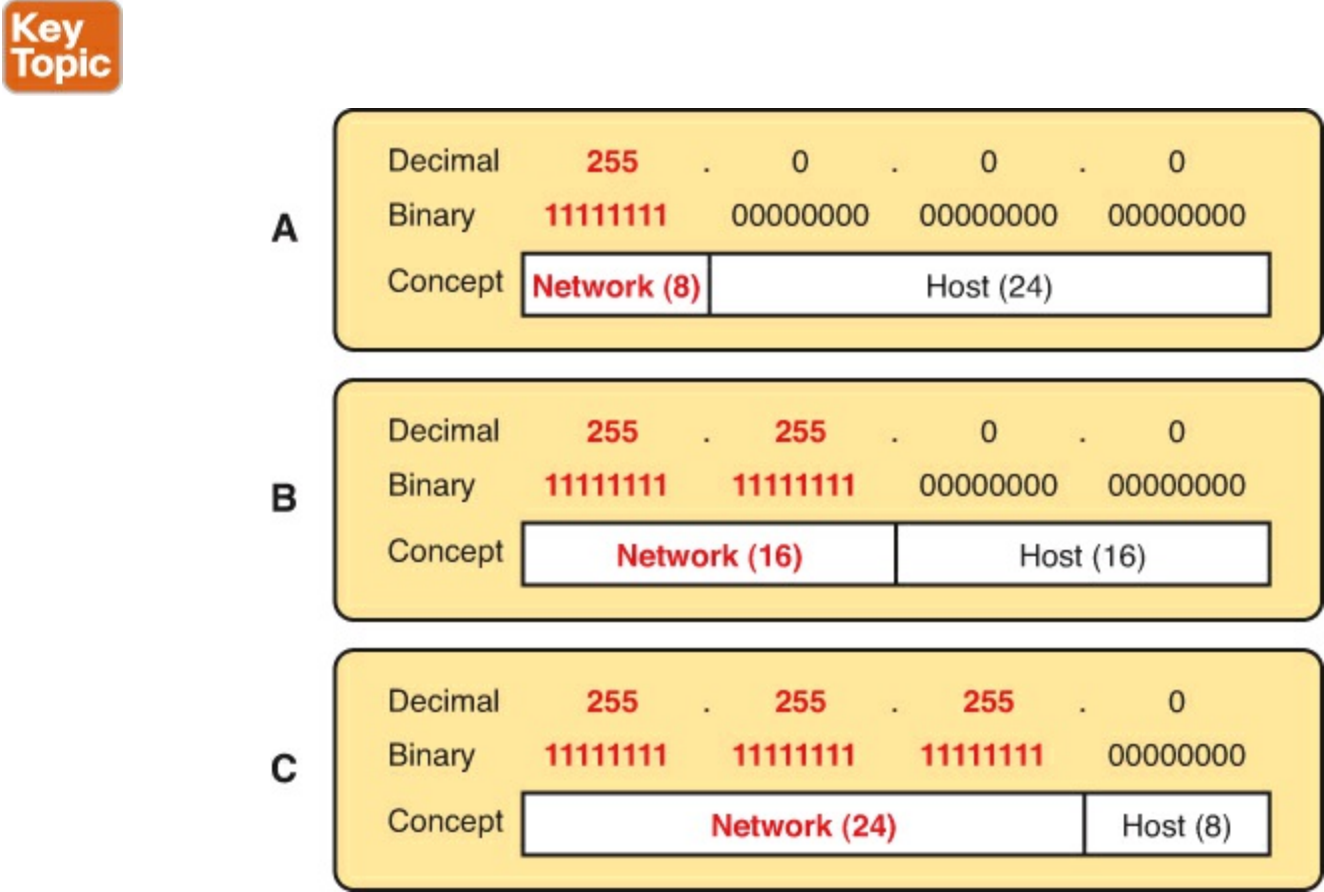 Key
Topic
A
Decimal 255 . 0 . 0 . 0
Binary 11111111 00000000 00000000 00000000
Concept Network (8) Host (24)
B
Decimal 255 . 255 . 0 . 0
Binary 11111111 11111111 00000000 00000000
Concept Network (16) Host (16)
C
Decimal 255 . 255 . 255 . 0
Binary 11111111 11111111 11111111 00000000
Concept Network (24) Host (8)